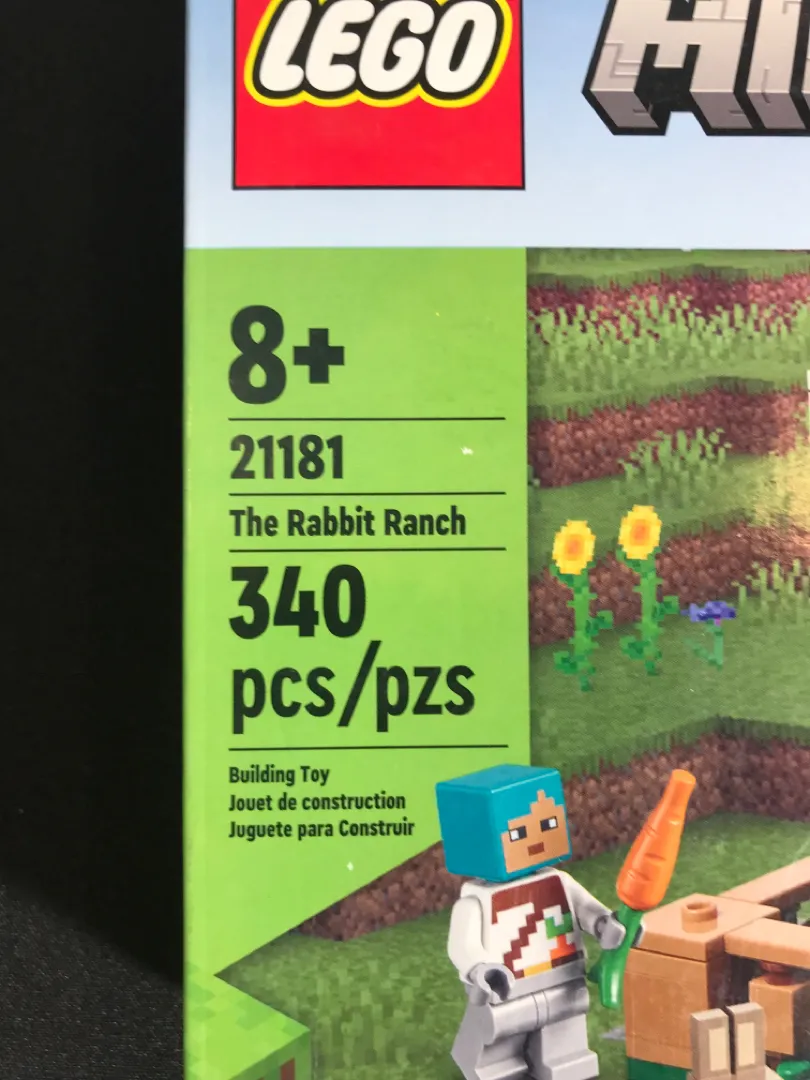 LEGO
8+
21181
The Rabbit Ranch
340
pcs/pzs
Building Toy
Jouet de construction
Juguete para Construir